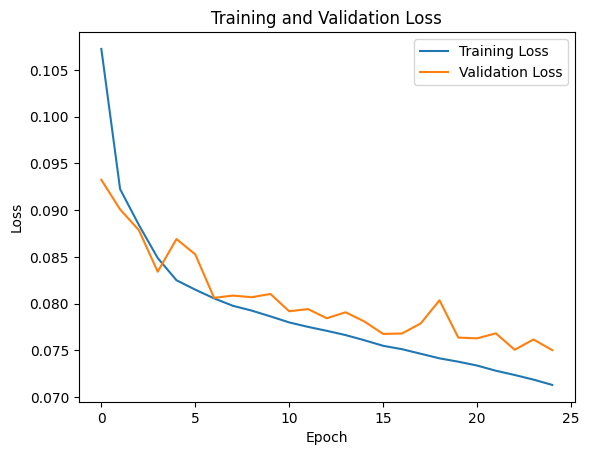 Training and Validation Loss
Training Loss
Validation Loss
Loss
0.105
0.100
0.095
0.090
0.085
0.080
0.075
0.070
0
5
10
15
20
25
Epoch